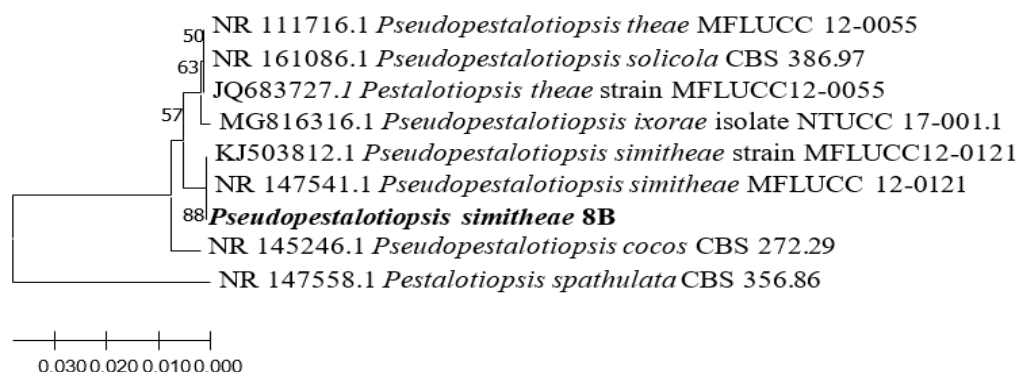 NR 111716.1 Pseudopestalotiopsis theae MFLUCC 12-0055
50
NR 161086.1 Pseudopestalotiopsis solicola CBS 386.97
63
JQ683727.1 Pestalotiopsis theae strain MFLUCC12-0055
57
MG816316.1 Pseudopestalotiopsis ixorae isolate NTUCC 17-001.1
KJ503812.1 Pseudopestalotiopsis simitheae strain MFLUCC12-0121
NR 147541.1 Pseudopestalotiopsis simitheae MFLUCC 12-0121
88 Pseudopestalotiopsis simitheae 8B
NR 145246.1 Pseudopestalotiopsis cocos CBS 272.29
NR 147558.1 Pestalotiopsis spathulata CBS 356.86
0.030 0.020 0.010 0.000